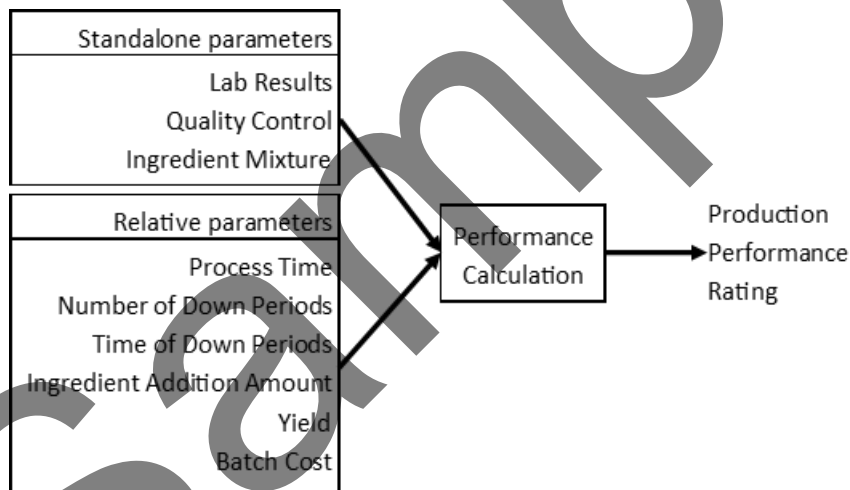 Standalone parameters
Lab Results
Quality Control
Ingredient Mixture
Relative parameters
Process Time
Number of Down Periods
Time of Down Periods
Ingredient Addition Amount
Yield
Batch Cost
Performance
Calculation
Production
Performance
Rating